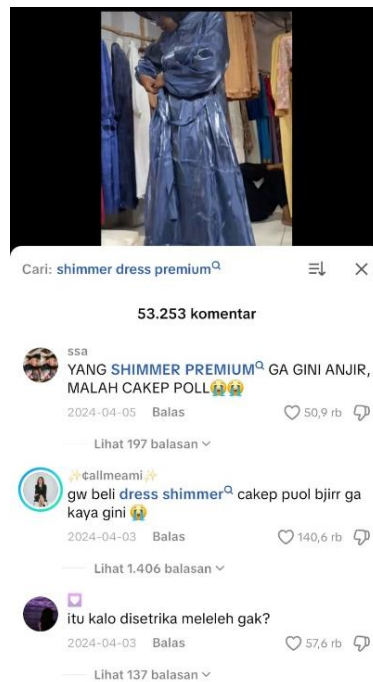 Cari: shimmer dress premium
53.253 komentar
ssa
YANG SHIMMER PREMIUM GA GINI ANJIR,
MALAH CAKEP POLL😭😭
2024-04-05 Balas 50,9 rb
Lihat 197 balasan
✨¢allmeami✨
gw beli dress shimmer cakep puol bjirr ga
kaya gini 😭
2024-04-03 Balas 140,6 rb
Lihat 1.406 balasan
itu kalo disetrika meleleh gak?
2024-04-03 Balas 57,6 rb
Lihat 137 balasan